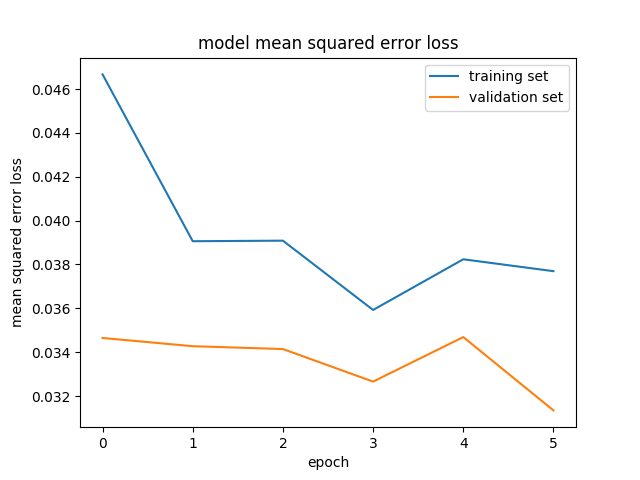 model mean squared error loss
training set
validation set
mean squared error loss
0.046
0.044
0.042
0.040
0.038
0.036
0.034
0.032
0 1 2 3 4 5
epoch